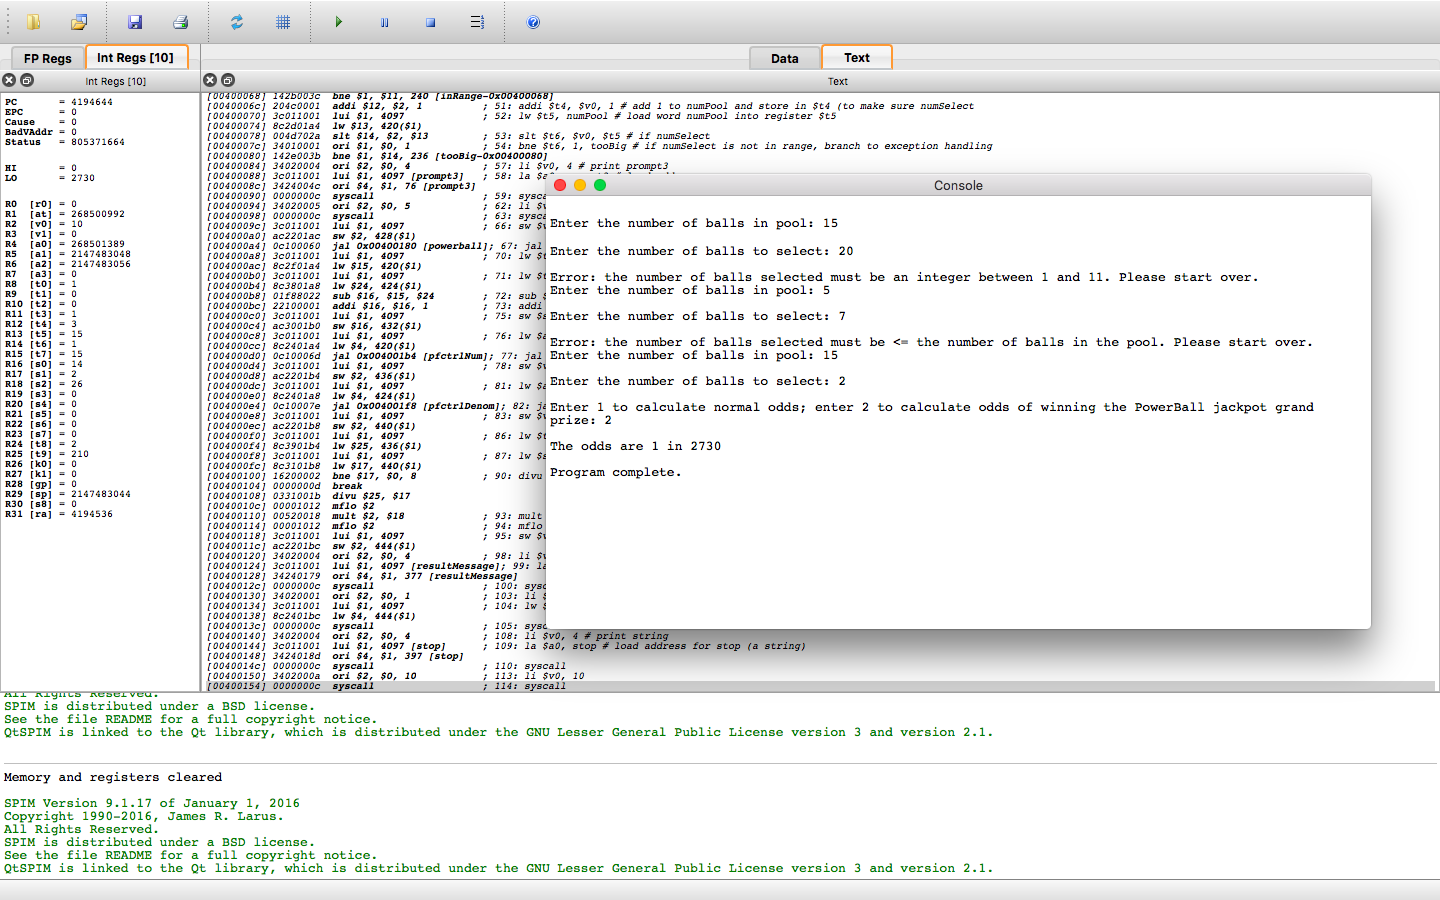 FP Regs
Int Regs [10]
Data
Text
Int Regs [10]
Text
PC = 4194644
EPC = 0
Cause = 0
BadVAddr = 0
Status = 805371664
HI = 0
LO = 2730
R0 [r0] = 0
R1 [at] = 268500992
R2 [v0] = 10
R3 [v1] = 0
R4 [a0] = 268501389
R5 [a1] = 2147483048
R6 [a2] = 2147483056
R7 [a3] = 0
R8 [t0] = 1
R9 [t1] = 0
R10 [t2] = 0
R11 [t3] = 1
R12 [t4] = 3
R13 [t5] = 15
R14 [t6] = 1
R15 [t7] = 15
R16 [s0] = 14
R17 [s1] = 2
R18 [s2] = 26
R19 [s3] = 0
R20 [s4] = 0
R21 [s5] = 0
R22 [s6] = 0
R23 [s7] = 0
R24 [t8] = 2
R25 [t9] = 210
R26 [k0] = 0
R27 [k1] = 0
R28 [gp] = 0
R29 [sp] = 2147483044
R30 [s8] = 0
R31 [ra] = 4194536
[00400068] 142b003c bne $1, $11, 240 [inRange-0x00400068]
[0040006c] 204c0001 addi $12, $2, 1 ; 51: addi $t4, $v0, 1 # add 1 to numPool and store in $t4 (to make sure numSelect
[00400070] 3c011001 lui $1, 4097 ; 52: lw $t5, numPool # load word numPool into register $t5
[00400074] 8c2d01a4 lw $13, 420($1)
[00400078] 004d702a slt $14, $2, $13 ; 53: slt $t6, $v0, $t5 # if numSelect
[0040007c] 34010001 ori $1, $0, 1 ; 54: bne $t6, 1, tooBig # if numSelect is not in range, branch to exception handling
[00400080] 142e003b bne $1, $14, 236 [tooBig-0x00400080]
[00400084] 34020004 ori $2, $0, 4 ; 57: li $v0, 4 # print prompt3
[00400088] 3c011001 lui $1, 4097 [prompt3] ; 58: la $a
[0040008c] 3424004c ori $4, $1, 76 [prompt3]
[00400090] 0000000c syscall ; 59: sysc
[00400094] 34020005 ori $2, $0, 5 ; 62: li $v
[00400098] 0000000c syscall ; 63: sysc
[0040009c] 3c011001 lui $1, 4097 ; 66: sw $v
[004000a0] ac2201ac sw $2, 428($1)
[004000a4] 0c100060 jal 0x00400180 [powerball]; 67: jal
[004000a8] 3c011001 lui $1, 4097 ; 70: lw $t
[004000ac] 8c2f01a4 lw $15, 420($1)
[004000b0] 3c011001 lui $1, 4097 ; 71: lw $t
[004000b4] 8c3801a8 lw $24, 424($1)
[004000b8] 01f88022 sub $16, $15, $24 ; 72: sub $
[004000bc] 22100001 addi $16, $16, 1 ; 73: addi
[004000c0] 3c011001 lui $1, 4097 ; 75: sw $s
[004000c4] ac3001b0 sw $16, 432($1)
[004000c8] 3c011001 lui $1, 4097 ; 76: lw $a
[004000cc] 8c2401a4 lw $4, 420($1)
[004000d0] 0c10006d jal 0x004001b4 [pfctrlNum]; 77: jal
[004000d4] 3c011001 lui $1, 4097 ; 78: sw $v
[004000d8] ac2201b4 sw $2, 436($1)
[004000dc] 3c011001 lui $1, 4097 ; 81: lw $a
[004000e0] 8c2401a8 lw $4, 424($1)
[004000e4] 0c10007e jal 0x004001f8 [pfctrlDenom]; 82: ja
[004000e8] 3c011001 lui $1, 4097 ; 83: sw $v
[004000ec] ac2201b8 sw $2, 440($1)
[004000f0] 3c011001 lui $1, 4097 ; 86: lw $t
[004000f4] 8c3901b4 lw $25, 436($1)
[004000f8] 3c011001 lui $1, 4097 ; 87: lw $s
[004000fc] 8c3101b8 lw $17, 440($1)
[00400100] 16200002 bne $17, $0, 8 ; 90: divu
[00400104] 0000000d break
[00400108] 0331001b divu $25, $17
[0040010c] 00001012 mflo $2
[00400110] 00520018 mult $2, $18 ; 93: mult
[00400114] 00001012 mflo $2 ; 94: mflo
[00400118] 3c011001 lui $1, 4097 ; 95: sw $v
[0040011c] ac2201bc sw $2, 444($1)
[00400120] 34020004 ori $2, $0, 4 ; 98: li $v
[00400124] 3c011001 lui $1, 4097 [resultMessage]; 99: la
[00400128] 34240179 ori $4, $1, 377 [resultMessage]
[0040012c] 0000000c syscall ; 100: sysc
[00400130] 34020001 ori $2, $0, 1 ; 103: li $
[00400134] 3c011001 lui $1, 4097 ; 104: lw $
[00400138] 8c2401bc lw $4, 444($1)
[0040013c] 0000000c syscall ; 105: sysc
[00400140] 34020004 ori $2, $0, 4 ; 108: li $v0, 4 # print string
[00400144] 3c011001 lui $1, 4097 [stop] ; 109: la $a0, stop # load address for stop (a string)
[00400148] 3424018d ori $4, $1, 397 [stop]
[0040014c] 0000000c syscall ; 110: syscall
[00400150] 3402000a ori $2, $0, 10 ; 113: li $v0, 10
[00400154] 0000000c syscall ; 114: syscall
Console
Enter the number of balls in pool: 15
Enter the number of balls to select: 20
Error: the number of balls selected must be an integer between 1 and 11. Please start over.
Enter the number of balls in pool: 5
Enter the number of balls to select: 7
Error: the number of balls selected must be <= the number of balls in the pool. Please start over.
Enter the number of balls in pool: 15
Enter the number of balls to select: 2
Enter 1 to calculate normal odds; enter 2 to calculate odds of winning the PowerBall jackpot grand
prize: 2
The odds are 1 in 2730
Program complete.
All Rights Reserved.
SPIM is distributed under a BSD license.
See the file README for a full copyright notice.
QtSPIM is linked to the Qt library, which is distributed under the GNU Lesser General Public License version 3 and version 2.1.
Memory and registers cleared
SPIM Version 9.1.17 of January 1, 2016
Copyright 1990-2016, James R. Larus.
All Rights Reserved.
SPIM is distributed under a BSD license.
See the file README for a full copyright notice.
QtSPIM is linked to the Qt library, which is distributed under the GNU Lesser General Public License version 3 and version 2.1.